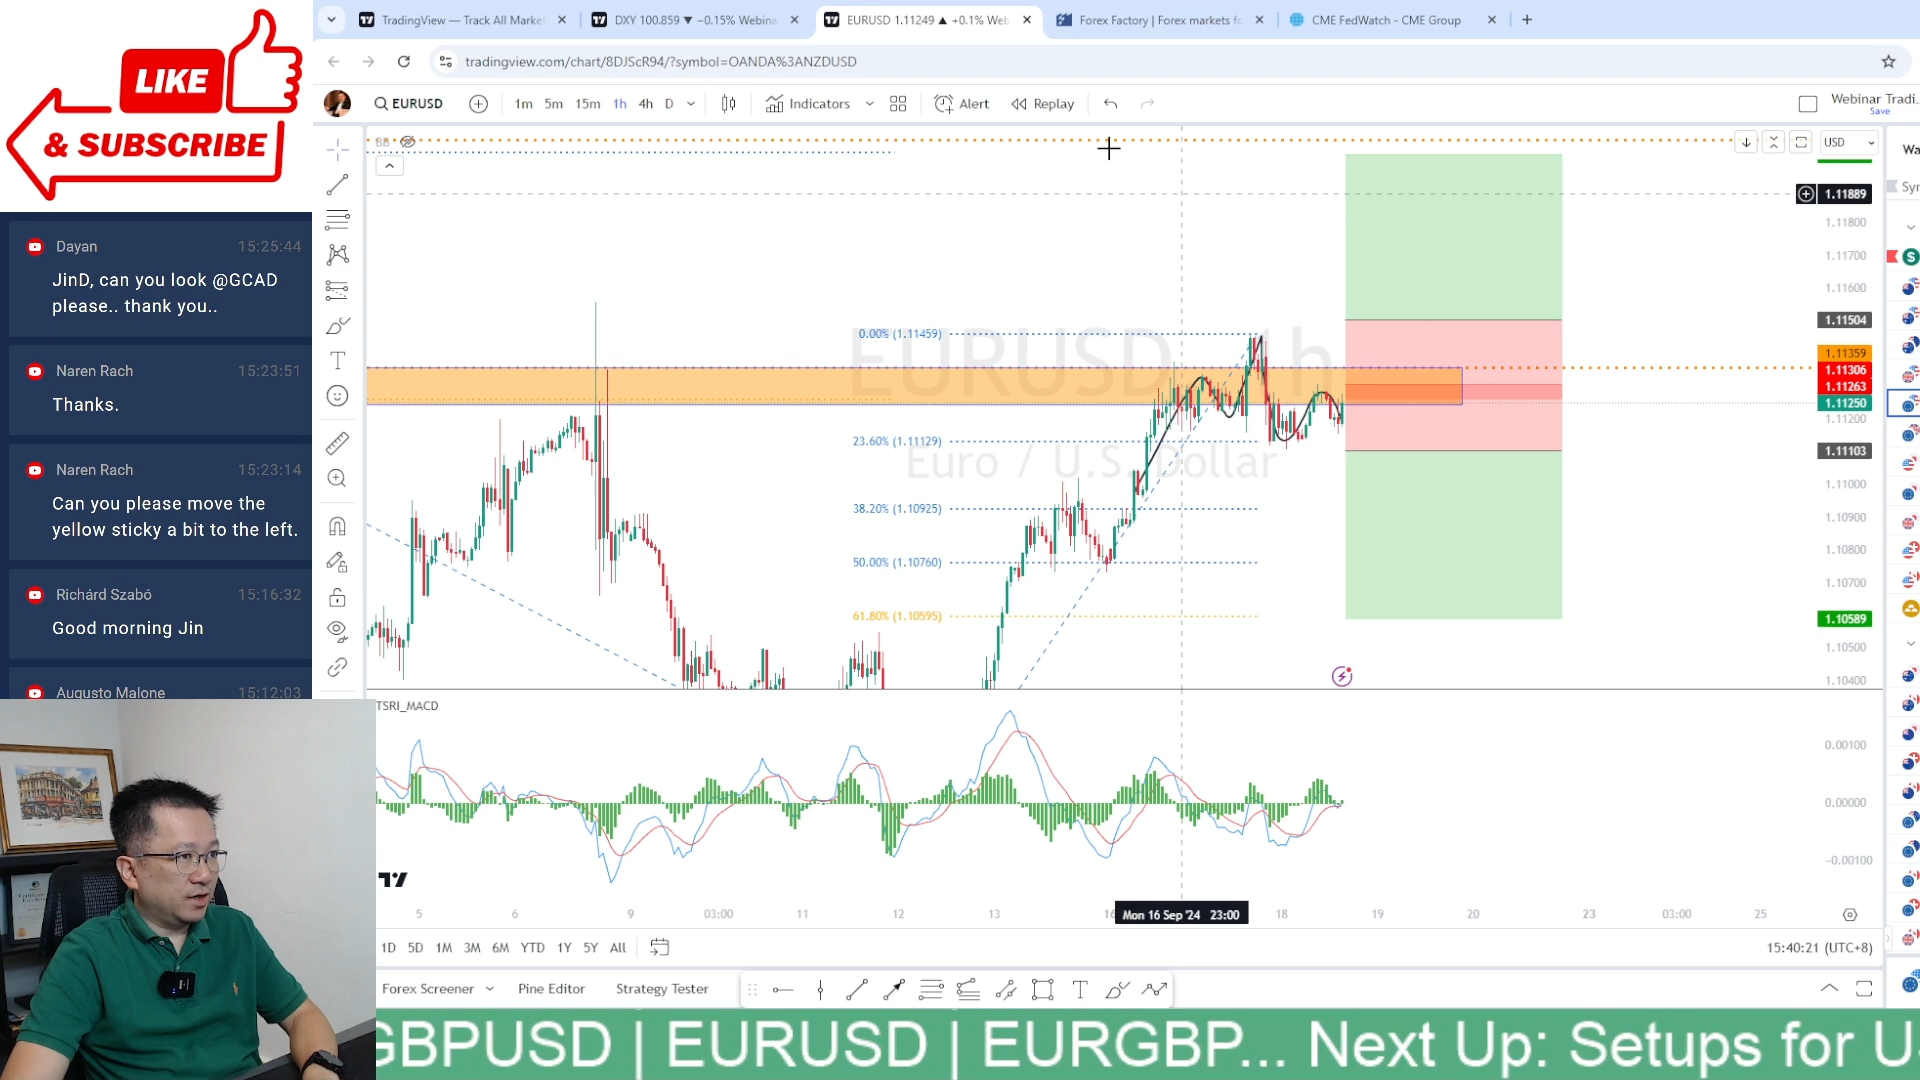 TradingView — Track All Marke
DXY 100.859 ▼ −0.15% Webina
EURUSD 1.11249 ▲ +0.1% Web
Forex Factory | Forex markets fo
CME FedWatch - CME Group
tradingview.com/chart/8DJScR94/?symbol=OANDA%3ANZDUSD
EURUSD
1m 5m 15m 1h 4h D
Indicators
Alert
Replay
Webinar Tradi...
Save
LIKE
& SUBSCRIBE
Dayan 15:25:44
JinD, can you look @GCAD
please.. thank you..
Naren Rach 15:23:51
Thanks.
Naren Rach 15:23:14
Can you please move the
yellow sticky a bit to the left.
Richárd Szabó 15:16:32
Good morning Jin
Augusto Malone 15:12:03
BB
USD
Wa
Syr
EURUSD 1h
Euro / U.S. Dollar
0.00% (1.11459)
23.60% (1.11129)
38.20% (1.10925)
50.00% (1.10760)
61.80% (1.10595)
1.11889
1.11800
1.11700
1.11600
1.11504
1.11359
1.11306
1.11263
1.11250
1.11200
1.11103
1.11000
1.10900
1.10800
1.10700
1.10589
1.10500
1.10400
TSRI_MACD
0.00100
0.00000
−0.00100
5 6 9 03:00 11 12 13 16 Mon 16 Sep '24 23:00 18 19 20 23 03:00 25
1D 5D 1M 3M 6M YTD 1Y 5Y All
15:40:21 (UTC+8)
Forex Screener
Pine Editor
Strategy Tester
GBPUSD | EURUSD | EURGBP... Next Up: Setups for U